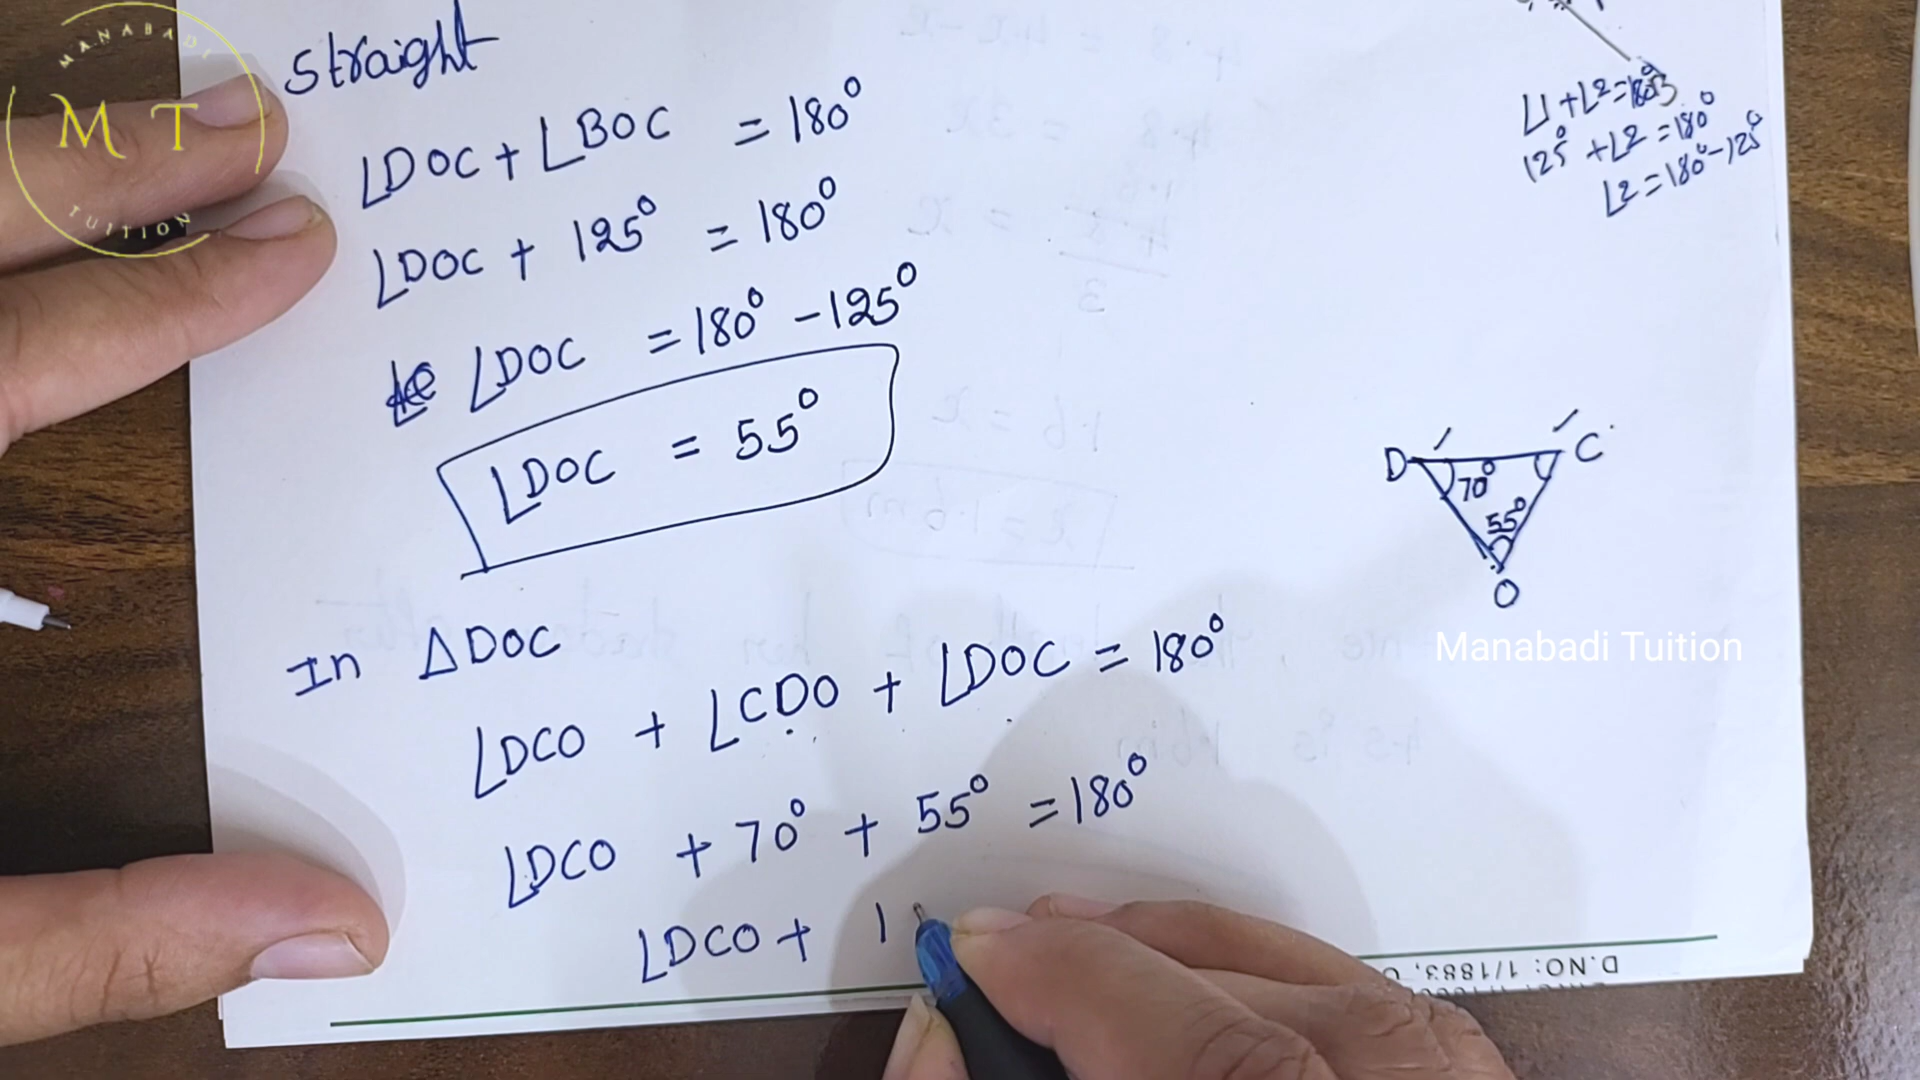 MANABADI
M T
TUITION
Straight
∠DOC + ∠BOC = 180°
∠DOC + 125° = 180°
∠DOC = 180° - 125°
∠DOC = 55°
In △DOC
∠DCO + ∠CDO + ∠DOC = 180°
∠DCO + 70° + 55° = 180°
∠DCO + 1
∠1 + ∠2 = 180°
125° + ∠2 = 180°
∠2 = 180° - 125°
D C
70°
55°
O
Manabadi Tuition
D.NO: 1/1883,